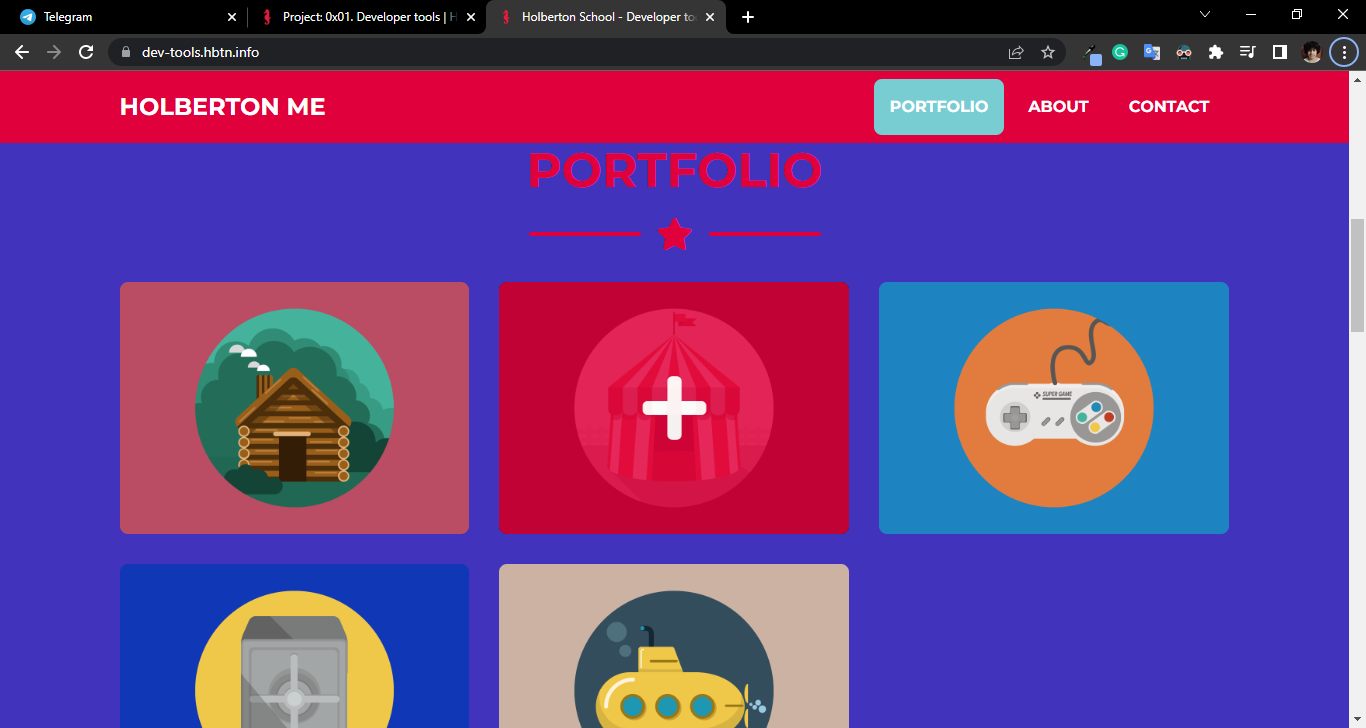 Telegram
Project: 0x01. Developer tools | H
Holberton School - Developer to
dev-tools.hbtn.info
HOLBERTON ME
PORTFOLIO
ABOUT
CONTACT
PORTFOLIO
SUPER GAME